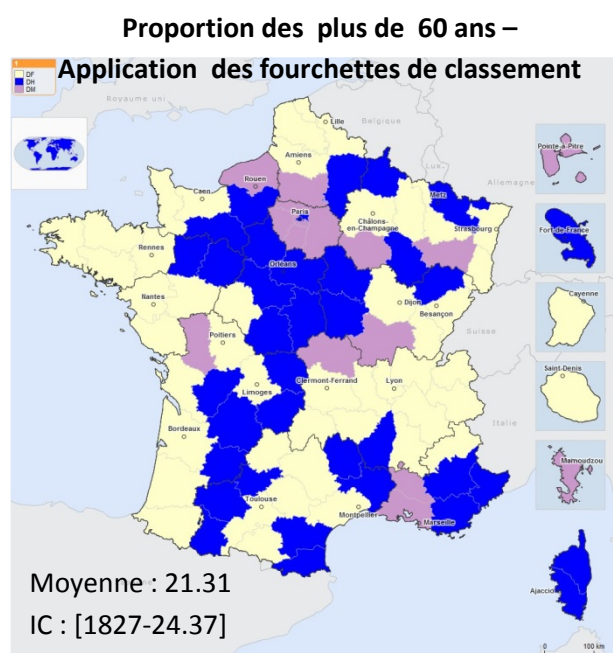 Proportion des plus de 60 ans –
Application des fourchettes de classement
1
DF
DH
DM
Royaume uni
Belgique
Lille
Amiens
Lux
Allemagne
Rouen
Caen
Paris
Metz
Châlons-
en-Champagne
Strasbourg
Rennes
Orléans
Nantes
Dijon
Besançon
Poitiers
Suisse
Limoges
Clermont-Ferrand
Lyon
Italie
Bordeaux
Toulouse
Montpellier
Marseille
Ajaccio
Pointe-à-Pitre
Fort-de-France
Cayenne
Saint-Denis
Mamoudzou
Moyenne : 21.31
IC : [1827-24.37]
0 100 km